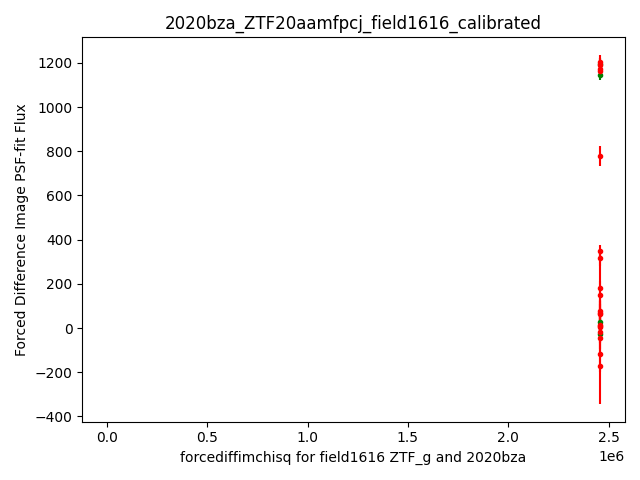 2020bza_ZTF20aamfpcj_field1616_calibrated
Forced Difference Image PSF-fit Flux
1200
1000
800
600
400
200
0
−200
−400
0.0 0.5 1.0 1.5 2.0 2.5
1e6
forcediffimchisq for field1616 ZTF_g and 2020bza